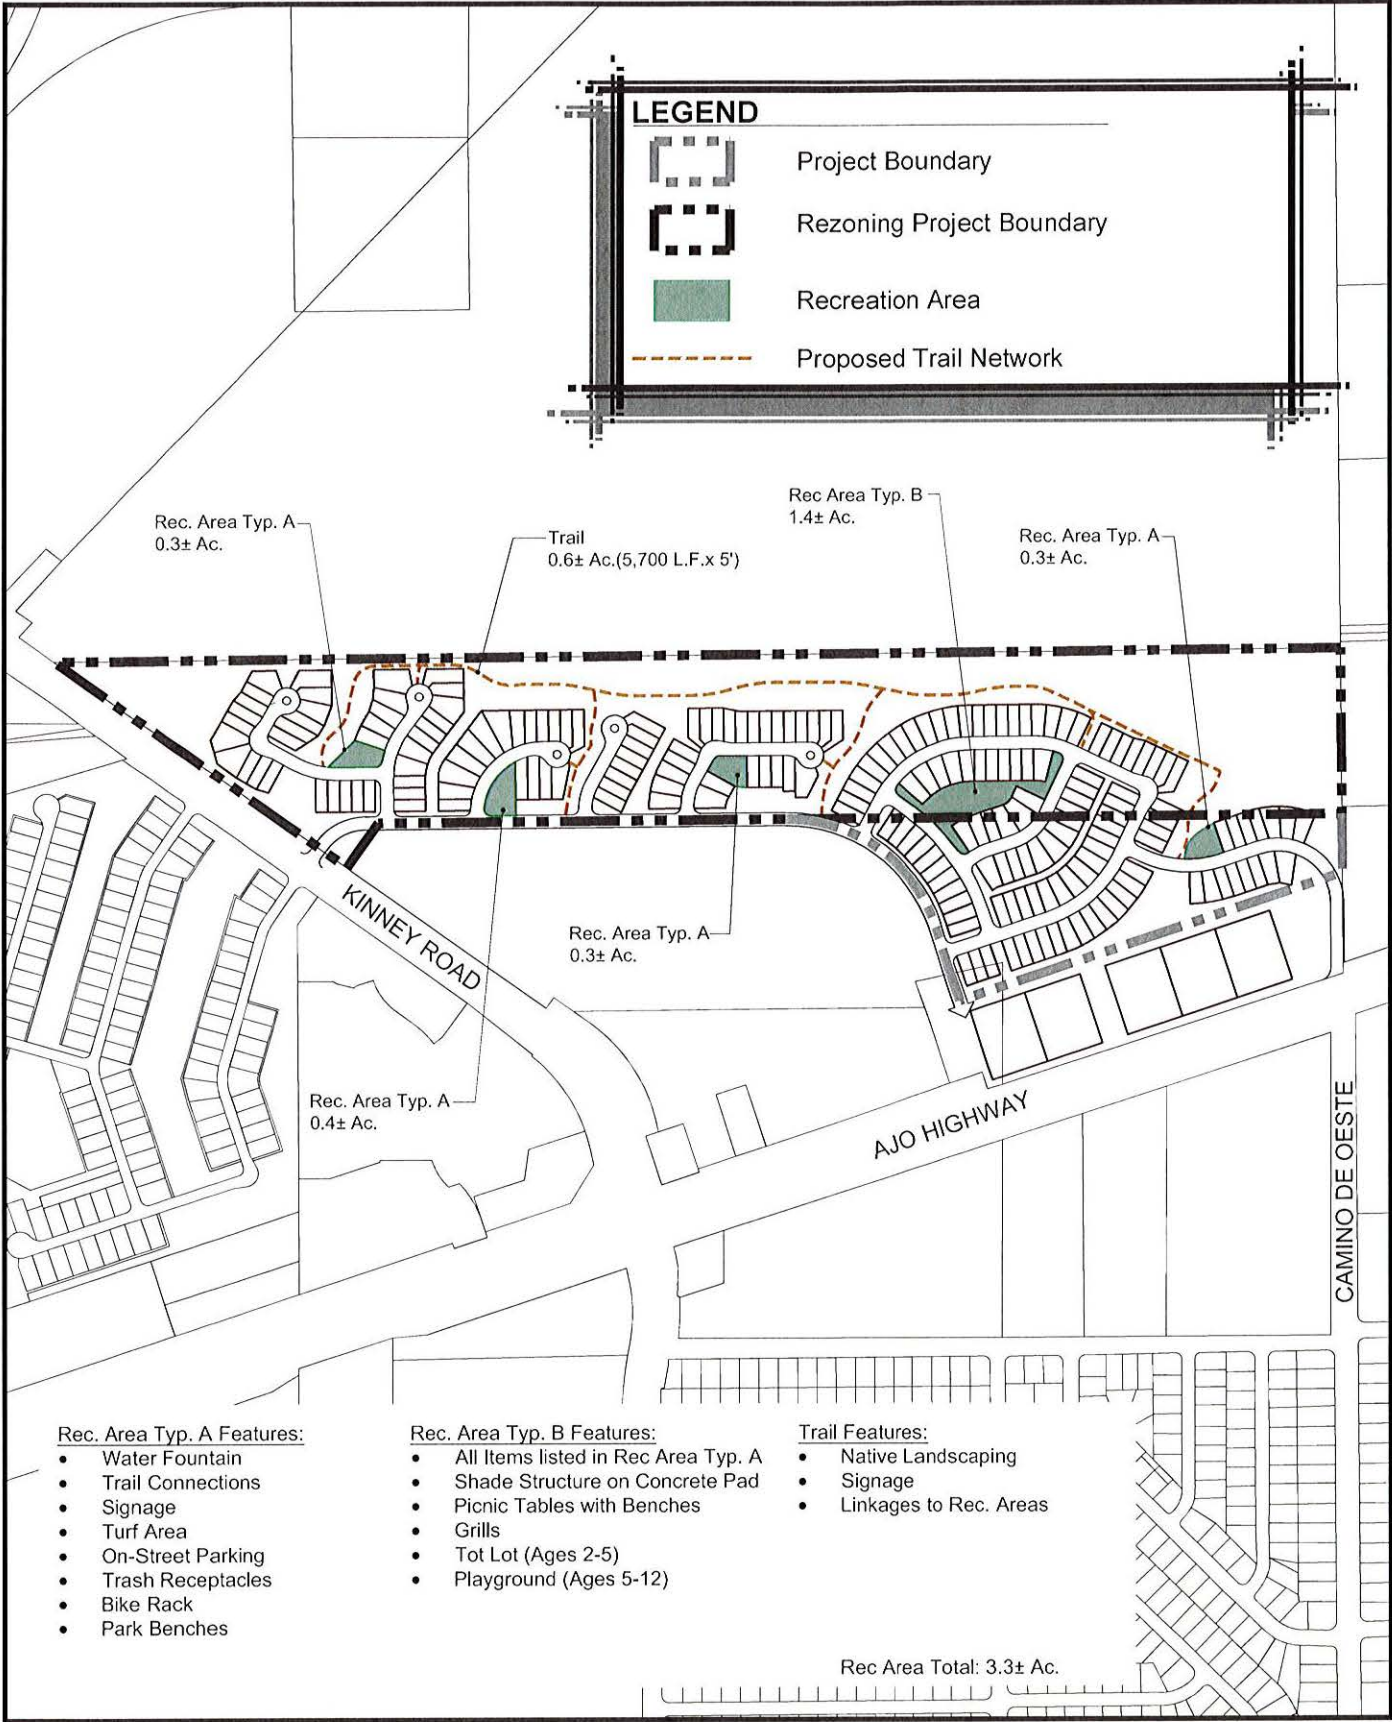 LEGEND
Project Boundary
Rezoning Project Boundary
Recreation Area
Proposed Trail Network
Rec. Area Typ. A
0.3± Ac.
Trail
0.6± Ac.(5,700 L.F.x 5')
Rec Area Typ. B
1.4± Ac.
Rec. Area Typ. A
0.3± Ac.
KINNEY ROAD
Rec. Area Typ. A
0.3± Ac.
Rec. Area Typ. A
0.4± Ac.
AJO HIGHWAY
CAMINO DE OESTE
Rec. Area Typ. A Features:
• Water Fountain
• Trail Connections
• Signage
• Turf Area
• On-Street Parking
• Trash Receptacles
• Bike Rack
• Park Benches
Rec. Area Typ. B Features:
• All Items listed in Rec Area Typ. A
• Shade Structure on Concrete Pad
• Picnic Tables with Benches
• Grills
• Tot Lot (Ages 2-5)
• Playground (Ages 5-12)
Trail Features:
• Native Landscaping
• Signage
• Linkages to Rec. Areas
Rec Area Total: 3.3± Ac.